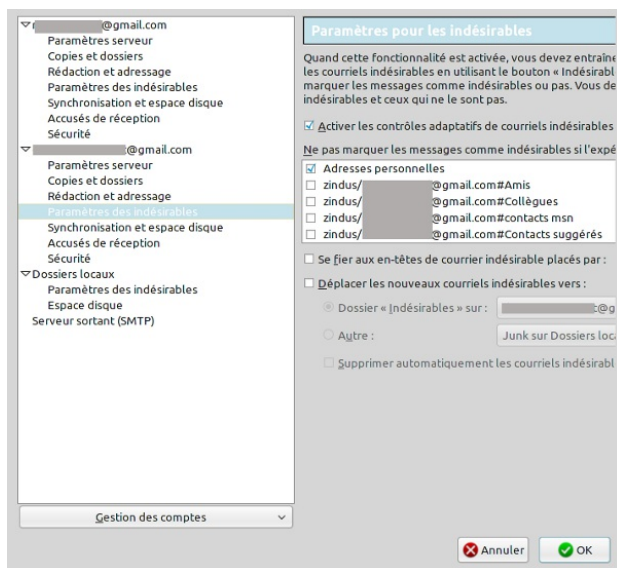 r @gmail.com
Paramètres serveur
Copies et dossiers
Rédaction et adressage
Paramètres des indésirables
Synchronisation et espace disque
Accusés de réception
Sécurité
@gmail.com
Paramètres serveur
Copies et dossiers
Rédaction et adressage
Paramètres des indésirables
Synchronisation et espace disque
Accusés de réception
Sécurité
Dossiers locaux
Paramètres des indésirables
Espace disque
Serveur sortant (SMTP)
Gestion des comptes
Paramètres pour les indésirables
Quand cette fonctionnalité est activée, vous devez entraîne
les courriels indésirables en utilisant le bouton « Indésirabl
marquer les messages comme indésirables ou pas. Vous de
indésirables et ceux qui ne le sont pas.
Activer les contrôles adaptatifs de courriels indésirables
Ne pas marquer les messages comme indésirables si l'expé
Adresses personnelles
zindus/ @gmail.com#Amis
zindus/ @gmail.com#Collègues
zindus/ @gmail.com#contacts msn
zindus/ @gmail.com#Contacts suggérés
Se fier aux en-têtes de courrier indésirable placés par :
Déplacer les nouveaux courriels indésirables vers :
Dossier « Indésirables » sur : @g
Autre : Junk sur Dossiers loca
Supprimer automatiquement les courriels indésirabl
Annuler OK